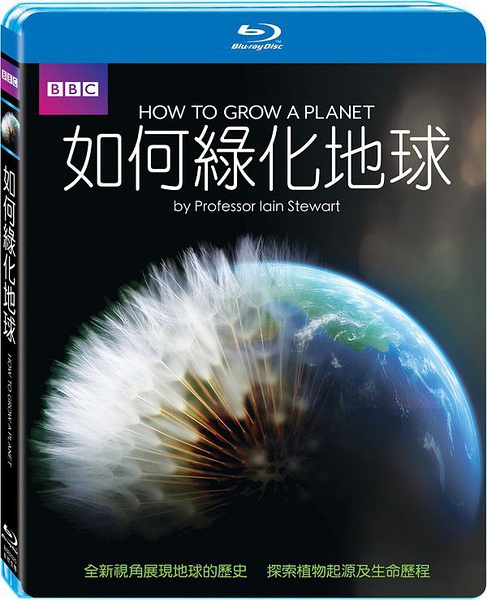 Blu-ray Disc
BBC
HOW TO GROW A PLANET
如何綠化地球
by Professor Iain Stewart
全新視角展現地球的歷史 探索植物起源及生命歷程
BBC
如何綠化地球
HOW TO GROW A PLANET